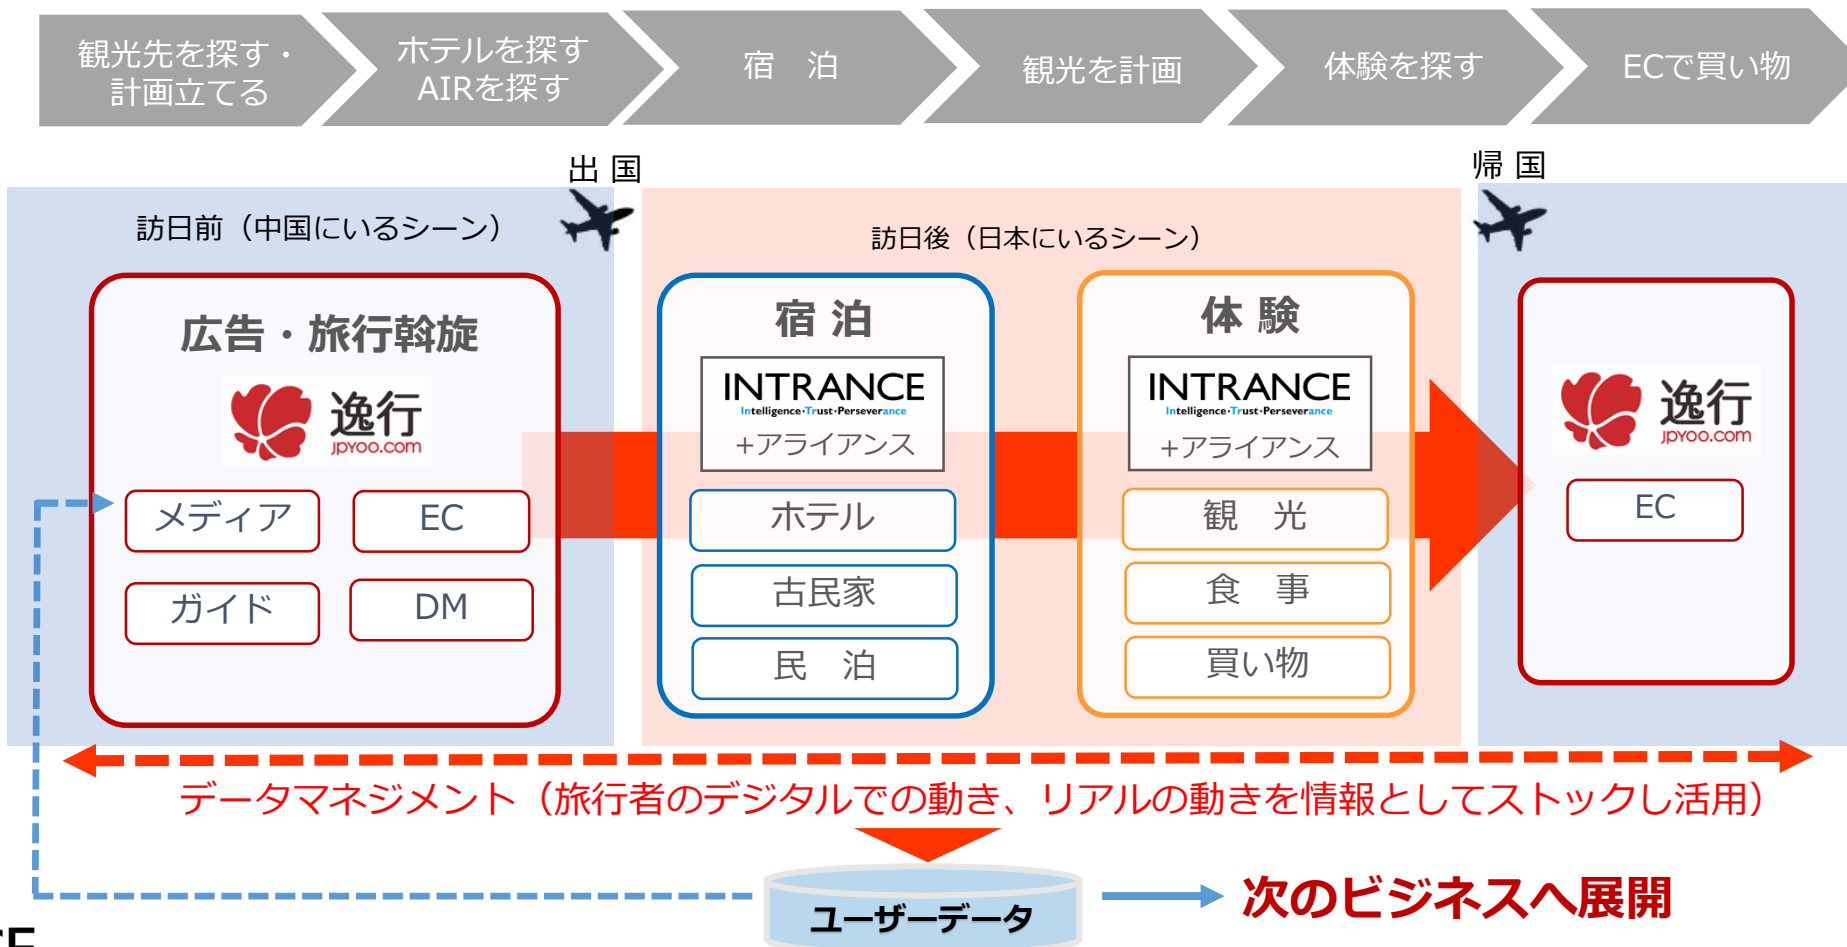 観光先を探す・
計画立てる
ホテルを探す
AIRを探す
宿　泊
観光を計画
体験を探す
ECで買い物
出 国
帰 国
訪日前（中国にいるシーン）
訪日後（日本にいるシーン）
広告・旅行斡旋
逸行
jpyoo.com
メディア
EC
ガイド
DM
宿 泊
INTRANCE
Intelligence・Trust・Perseverance
+アライアンス
ホテル
古民家
民　泊
体 験
INTRANCE
Intelligence・Trust・Perseverance
+アライアンス
観　光
食　事
買い物
逸行
jpyoo.com
EC
データマネジメント（旅行者のデジタルでの動き、リアルの動きを情報としてストックし活用）
ユーザーデータ
次のビジネスへ展開